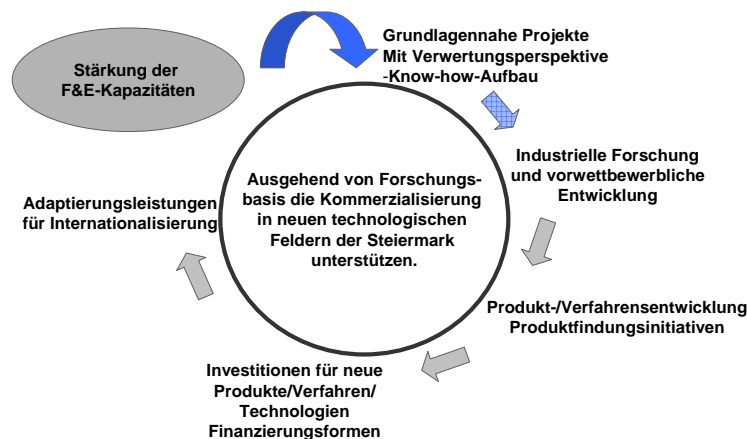 Stärkung der
F&E-Kapazitäten
Grundlagennahe Projekte
Mit Verwertungsperspektive
-Know-how-Aufbau
Industrielle Forschung
und vorwettbewerbliche
Entwicklung
Produkt-/Verfahrensentwicklung
Produktfindungsinitiativen
Investitionen für neue
Produkte/Verfahren/
Technologien
Finanzierungsformen
Adaptierungsleistungen
für Internationalisierung
Ausgehend von Forschungs-
basis die Kommerzialisierung
in neuen technologischen
Feldern der Steiermark
unterstützen.